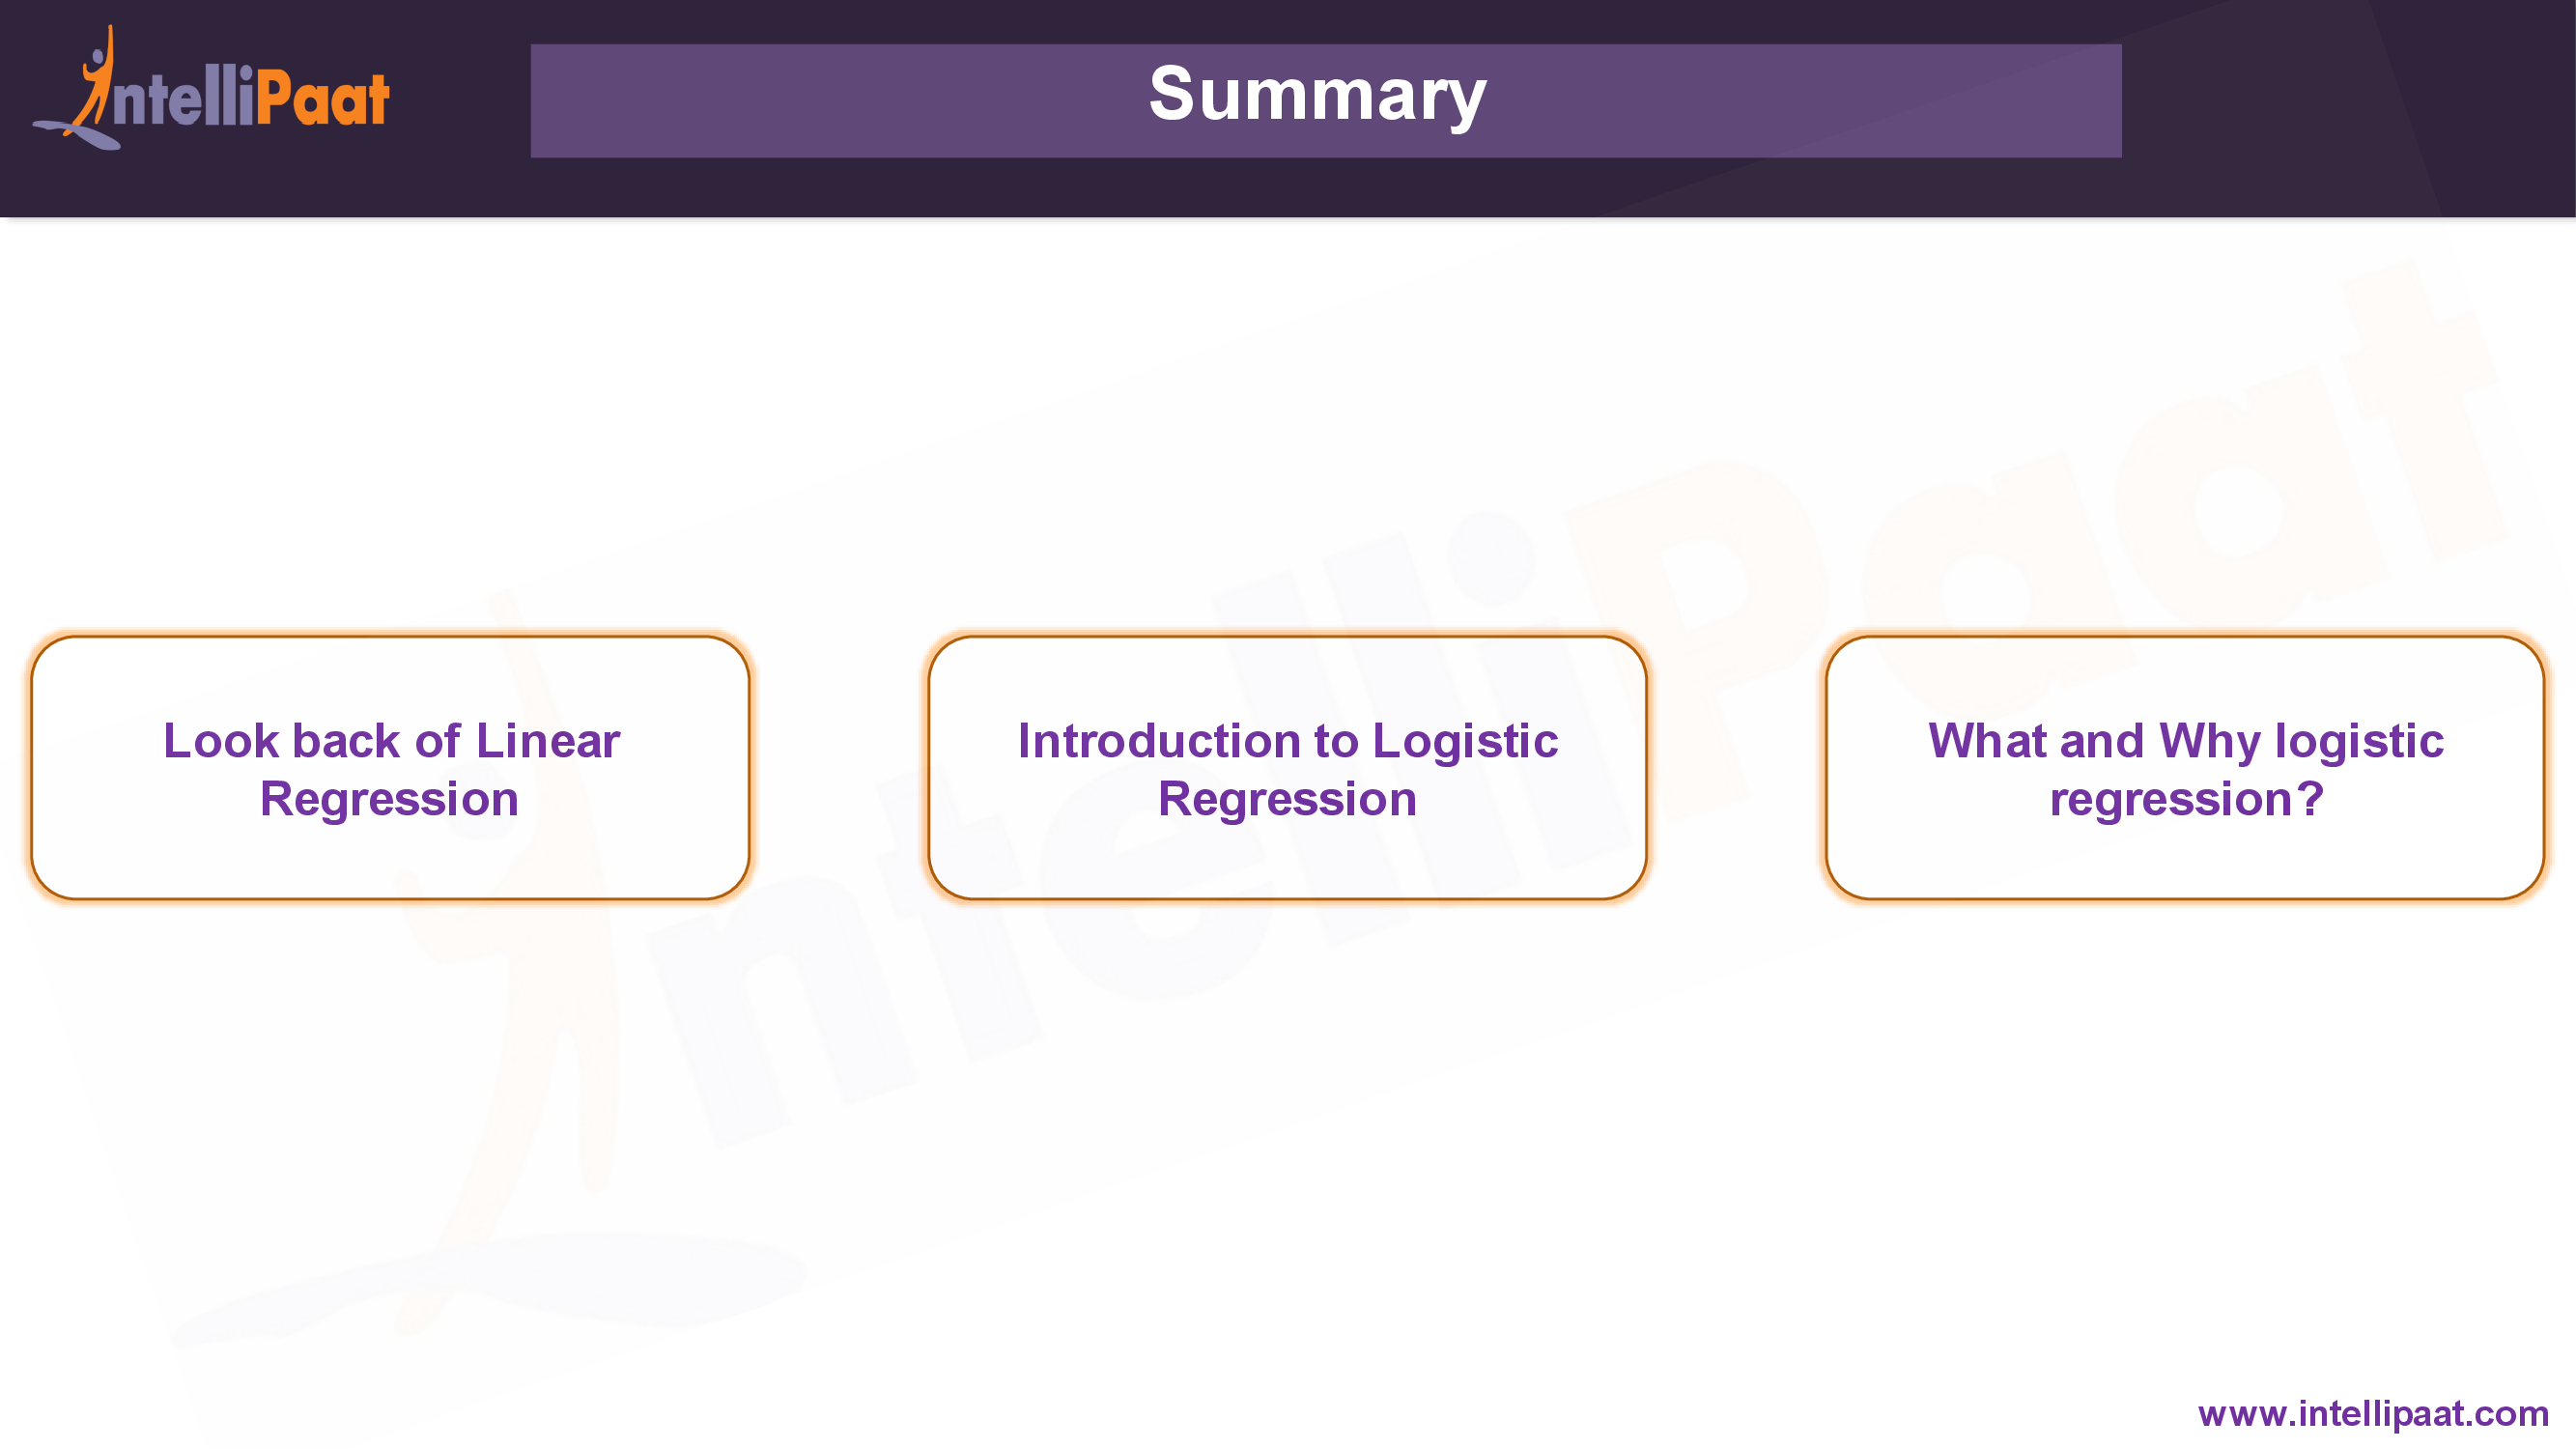 IntelliPaat
Summary
Look back of Linear
Regression
Introduction to Logistic
Regression
What and Why logistic
regression?
IntelliPaat
www.intellipaat.com